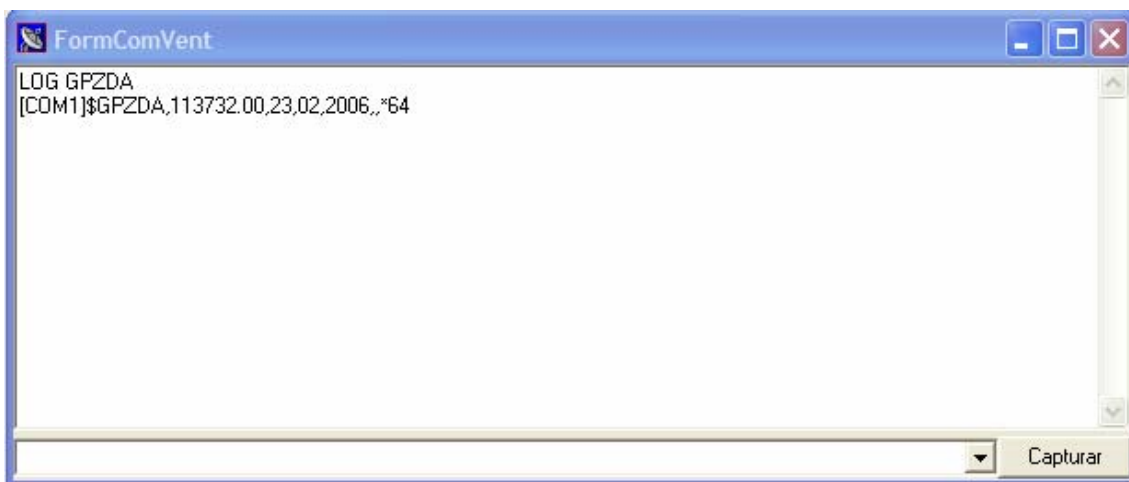 FormComVent
LOG GPZDA
[COM1]$GPZDA,113732.00,23,02,2006,,*64
Capturar